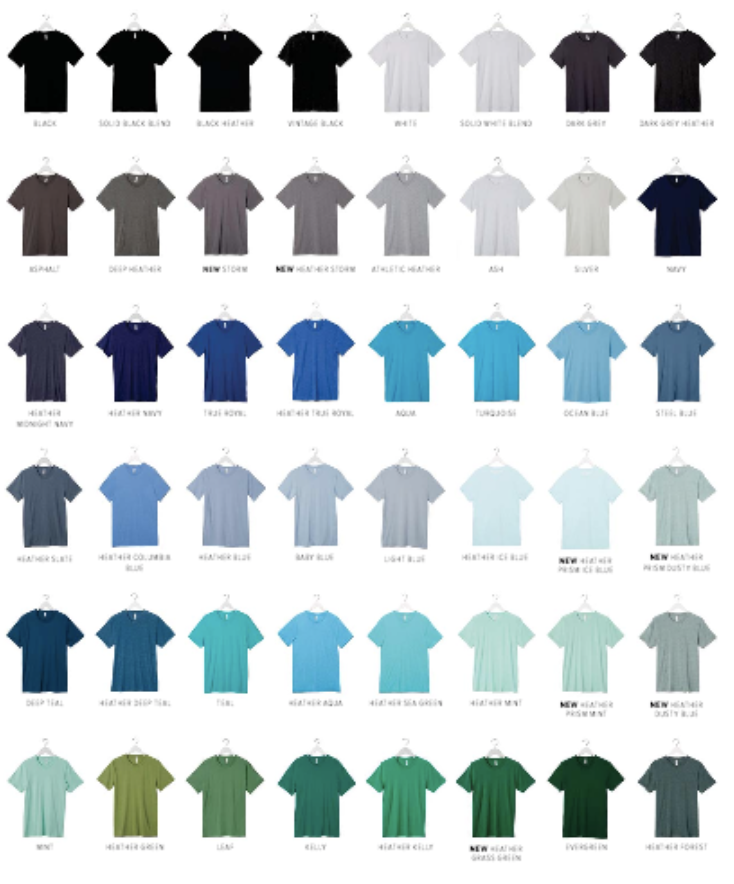 BLACK
SOLID BLACK BLEND
BLACK HEATHER
VINTAGE BLACK
WHITE
SOLID WHITE BLEND
DARK GREY
DARK GREY HEATHER
ASPHALT
DEEP HEATHER
NEW STORM
NEW HEATHER STORM
ATHLETIC HEATHER
ASH
SILVER
NAVY
HEATHER
MIDNIGHT NAVY
HEATHER NAVY
TRUE ROYAL
HEATHER TRUE ROYAL
AQUA
TURQUOISE
OCEAN BLUE
STEEL BLUE
HEATHER SLATE
HEATHER COLUMBIA
BLUE
HEATHER BLUE
BABY BLUE
LIGHT BLUE
HEATHER ICE BLUE
NEW HEATHER
PRISM ICE BLUE
NEW HEATHER
PRISM DUSTY BLUE
DEEP TEAL
HEATHER DEEP TEAL
TEAL
HEATHER AQUA
HEATHER SEA GREEN
HEATHER MINT
NEW HEATHER
PRISM MINT
NEW HEATHER
DUSTY BLUE
MINT
HEATHER GREEN
LEAF
KELLY
HEATHER KELLY
NEW HEATHER
GRASS GREEN
EVERGREEN
HEATHER FOREST